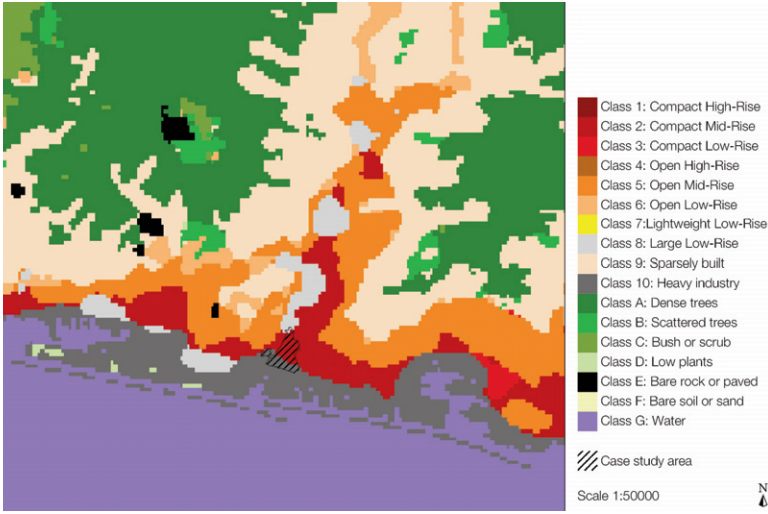 Class 1: Compact High-Rise
Class 2: Compact Mid-Rise
Class 3: Compact Low-Rise
Class 4: Open High-Rise
Class 5: Open Mid-Rise
Class 6: Open Low-Rise
Class 7:Lightweight Low-Rise
Class 8: Large Low-Rise
Class 9: Sparsely built
Class 10: Heavy industry
Class A: Dense trees
Class B: Scattered trees
Class C: Bush or scrub
Class D: Low plants
Class E: Bare rock or paved
Class F: Bare soil or sand
Class G: Water
Case study area
Scale 1:50000
N